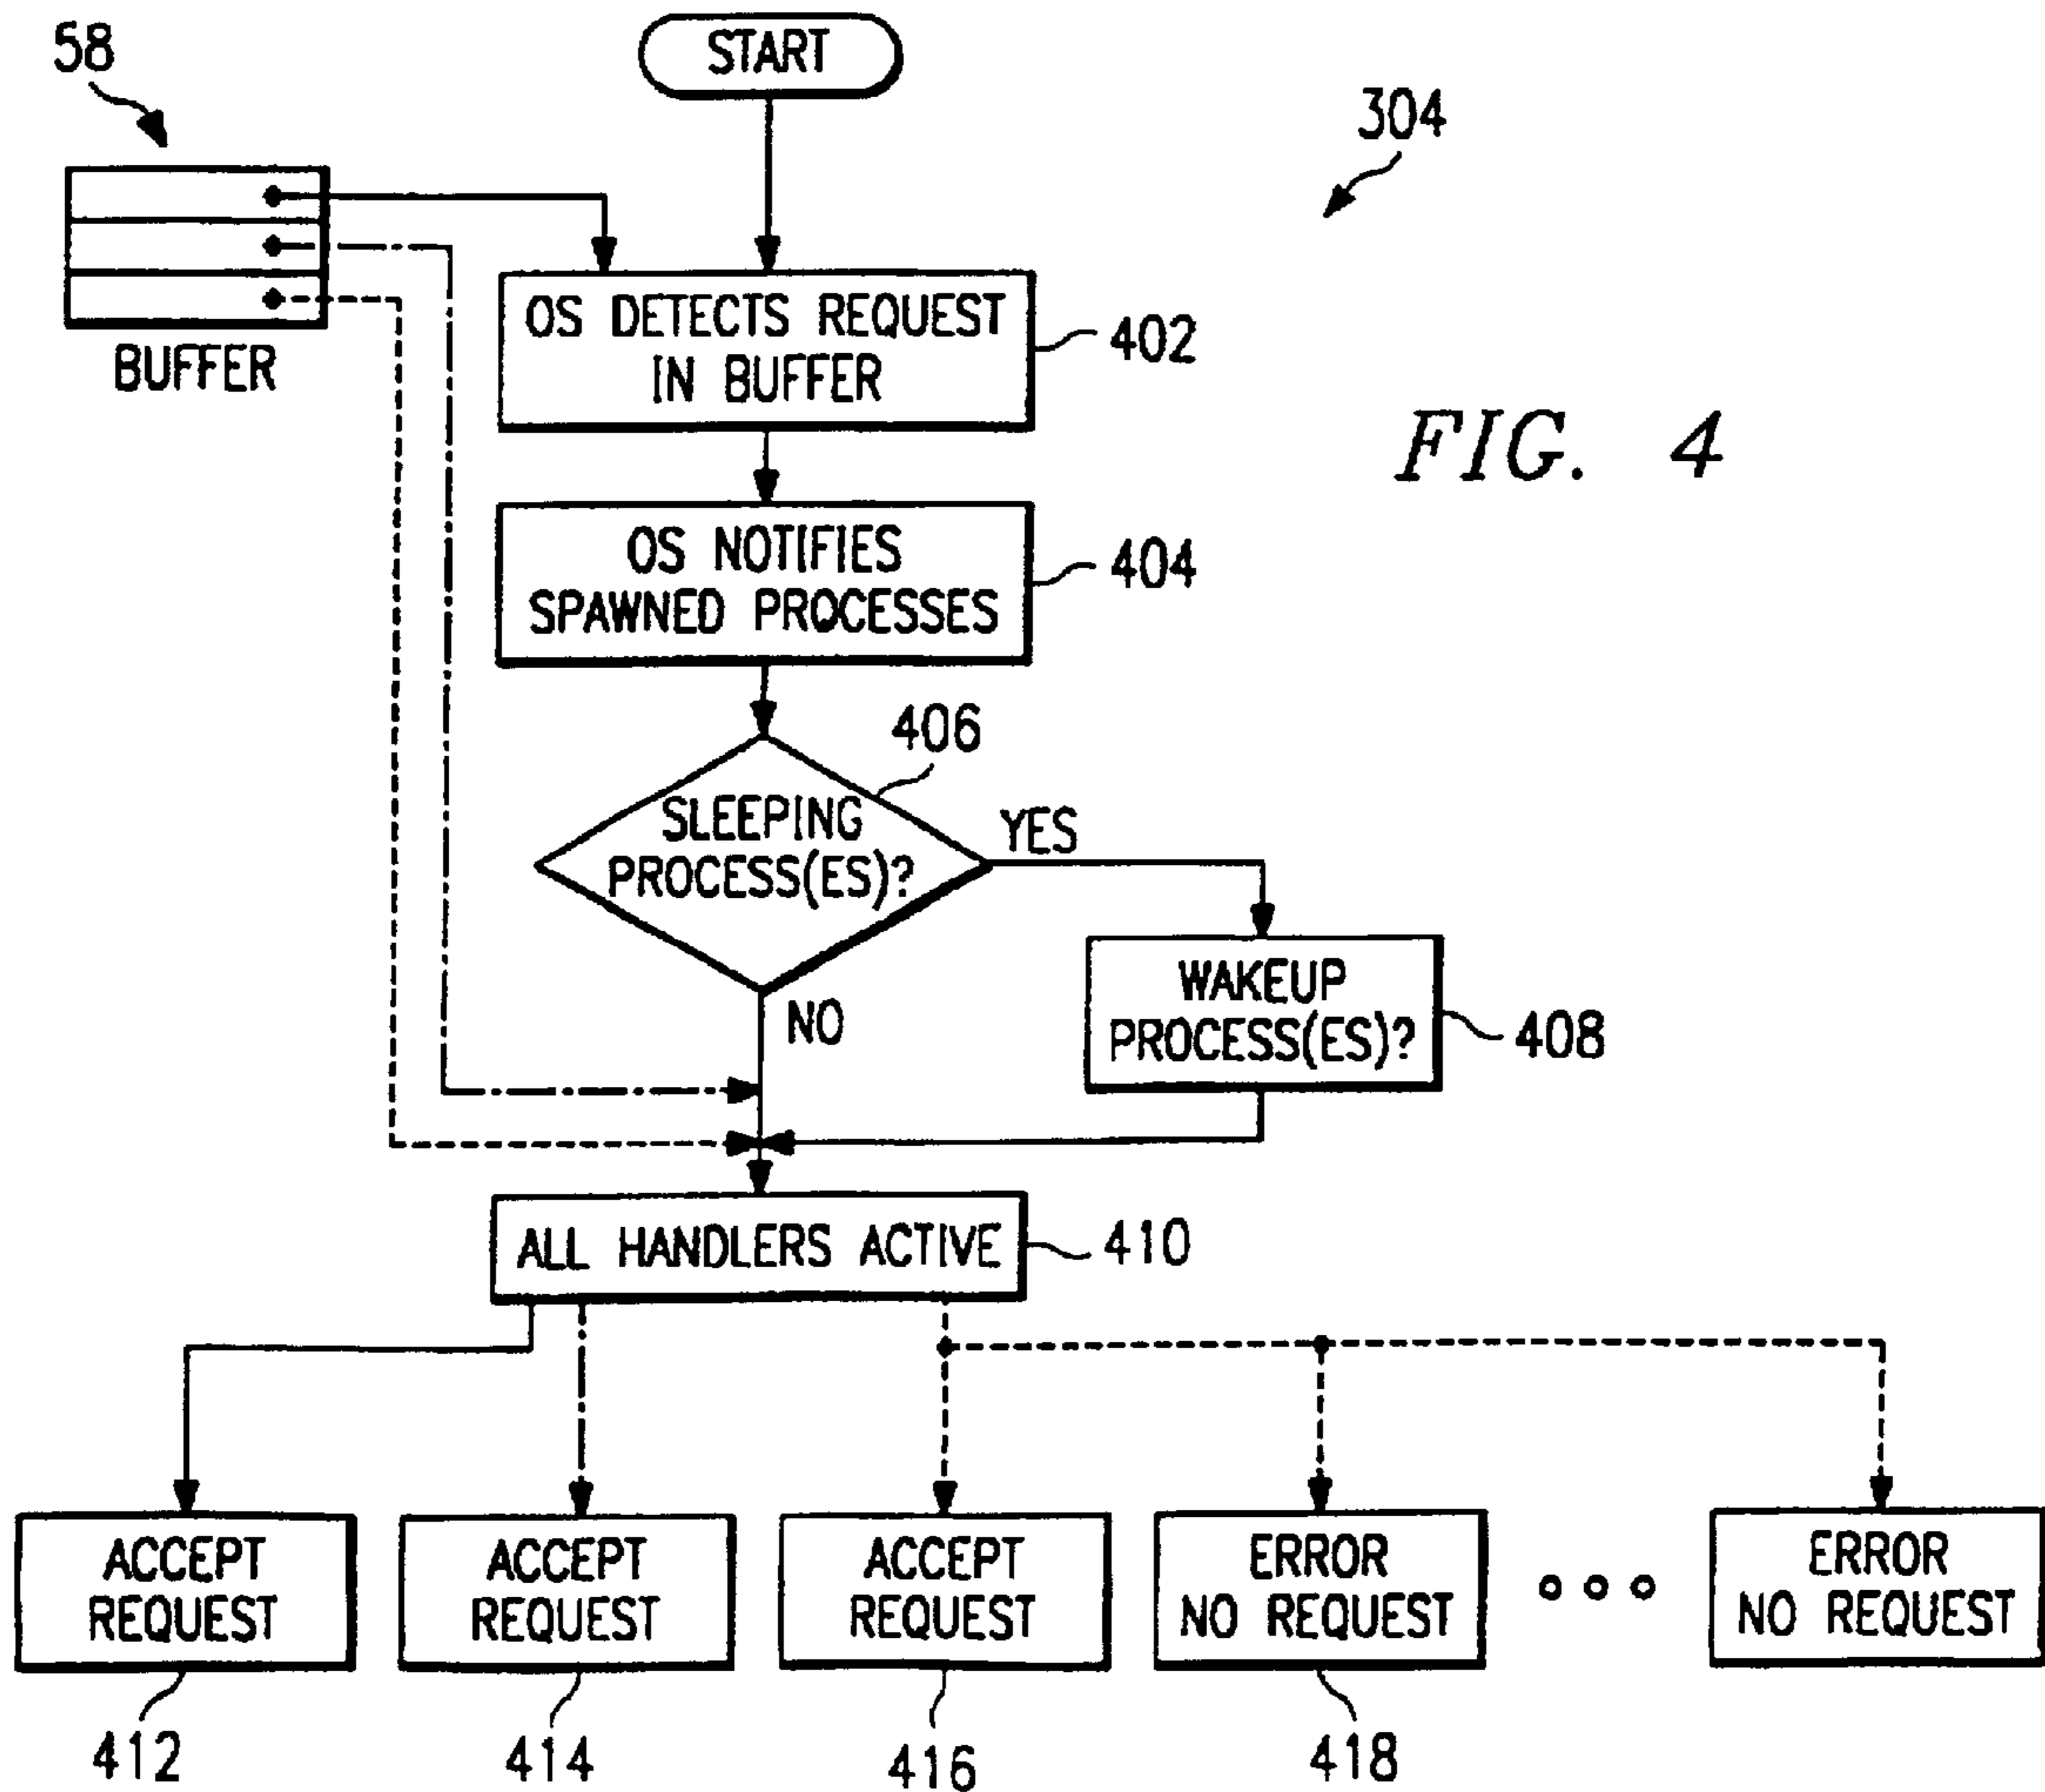 58
START
304
BUFFER
OS DETECTS REQUEST
IN BUFFER
402
FIG. 4
OS NOTIFIES
SPAWNED PROCESSES
404
406
SLEEPING
PROCESS(ES)?
YES
NO
WAKEUP
PROCESS(ES)?
408
ALL HANDLERS ACTIVE
410
ACCEPT
REQUEST
412
ACCEPT
REQUEST
414
ACCEPT
REQUEST
416
ERROR
NO REQUEST
418
ERROR
NO REQUEST